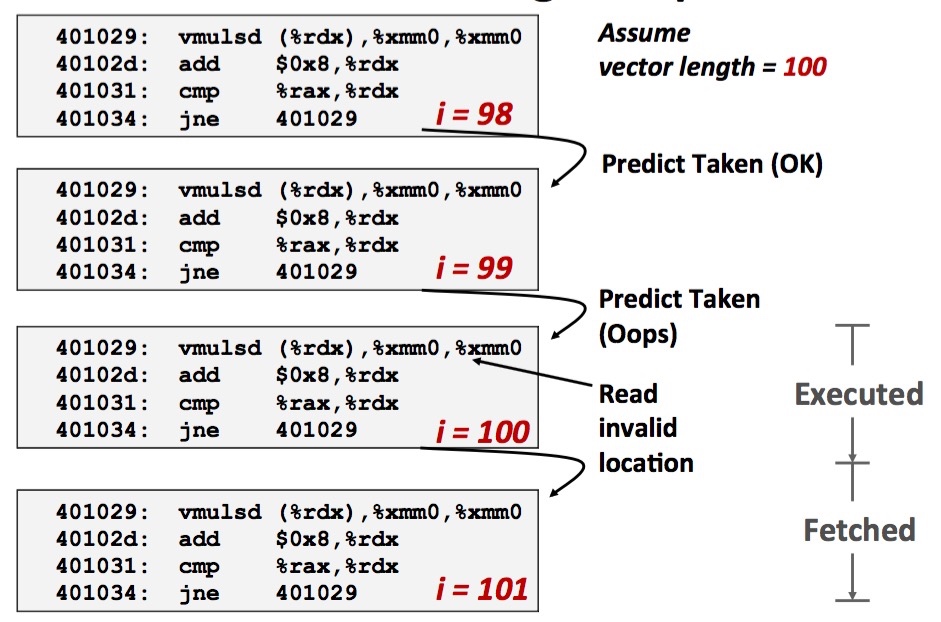 401029: vmulsd (%rdx),%xmm0,%xmm0
40102d: add $0x8,%rdx
401031: cmp %rax,%rdx
401034: jne 401029 i = 98
Assume
vector length = 100
Predict Taken (OK)
401029: vmulsd (%rdx),%xmm0,%xmm0
40102d: add $0x8,%rdx
401031: cmp %rax,%rdx
401034: jne 401029 i = 99
Predict Taken
(Oops)
401029: vmulsd (%rdx),%xmm0,%xmm0
40102d: add $0x8,%rdx
401031: cmp %rax,%rdx
401034: jne 401029 i = 100
Read
invalid
location
Executed
401029: vmulsd (%rdx),%xmm0,%xmm0
40102d: add $0x8,%rdx
401031: cmp %rax,%rdx
401034: jne 401029 i = 101
Fetched